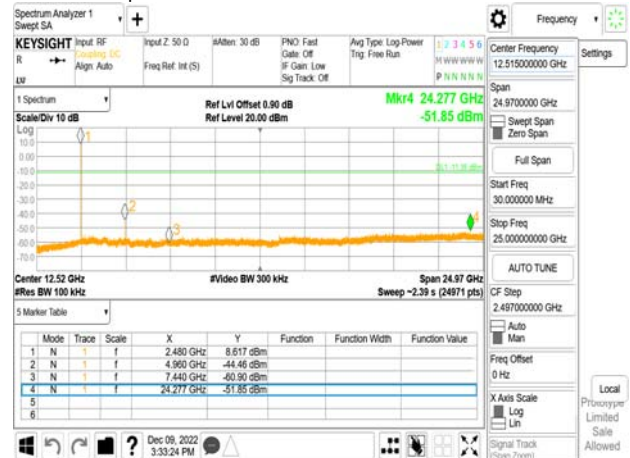 Spectrum Analyzer 1
Swept SA
Frequency
KEYSIGHT
R
Input: RF
Coupling: DC
Align: Auto
Input Z: 50 Ω
Freq Ref: Int (S)
#Atten: 30 dB
PNO: Fast
Gate: Off
IF Gain: Low
Sig Track: Off
Avg Type: Log-Power
Trig: Free Run
1 2 3 4 5 6
M W W W W W
P N N N N N
1 Spectrum
Scale/Div 10 dB
Ref Lvl Offset 0.90 dB
Ref Level 20.00 dBm
Mkr4 24.277 GHz
-51.85 dBm
Log
10.0
0.00
-10.0
-20.0
-30.0
-40.0
-50.0
-60.0
-70.0
1
2
3
4
Center 12.52 GHz
#Res BW 100 kHz
#Video BW 300 kHz
Span 24.97 GHz
Sweep ~2.39 s (24971 pts)
5 Marker Table
Mode Trace Scale X Y Function Function Width Function Value
1 N 1 f 2.480 GHz 8.617 dBm
2 N 1 f 4.960 GHz -44.46 dBm
3 N 1 f 7.440 GHz -60.90 dBm
4 N 1 f 24.277 GHz -51.85 dBm
5
6
Dec 09, 2022
3:33:24 PM
Center Frequency
12.515000000 GHz
Span
24.9700000 GHz
Swept Span
Zero Span
Full Span
Start Freq
30.000000 MHz
Stop Freq
25.000000000 GHz
AUTO TUNE
CF Step
2.497000000 GHz
Auto
Man
Freq Offset
0 Hz
X Axis Scale
Log
Lin
Signal Track
(Span Zoom)
Settings
Local
Prototype
Limited
Sale
Allowed